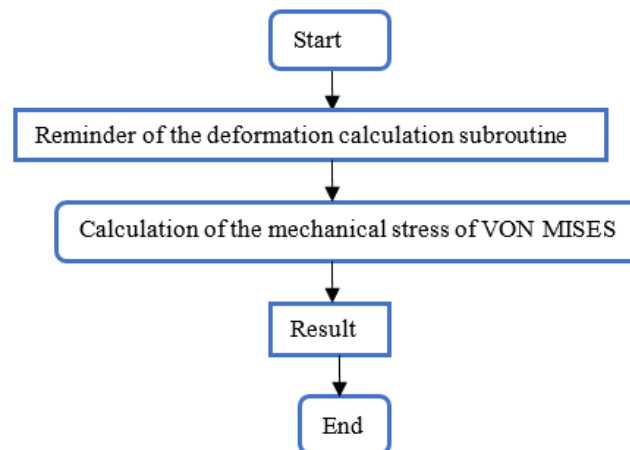 Start
Reminder of the deformation calculation subroutine
Calculation of the mechanical stress of VON MISES
Result
End